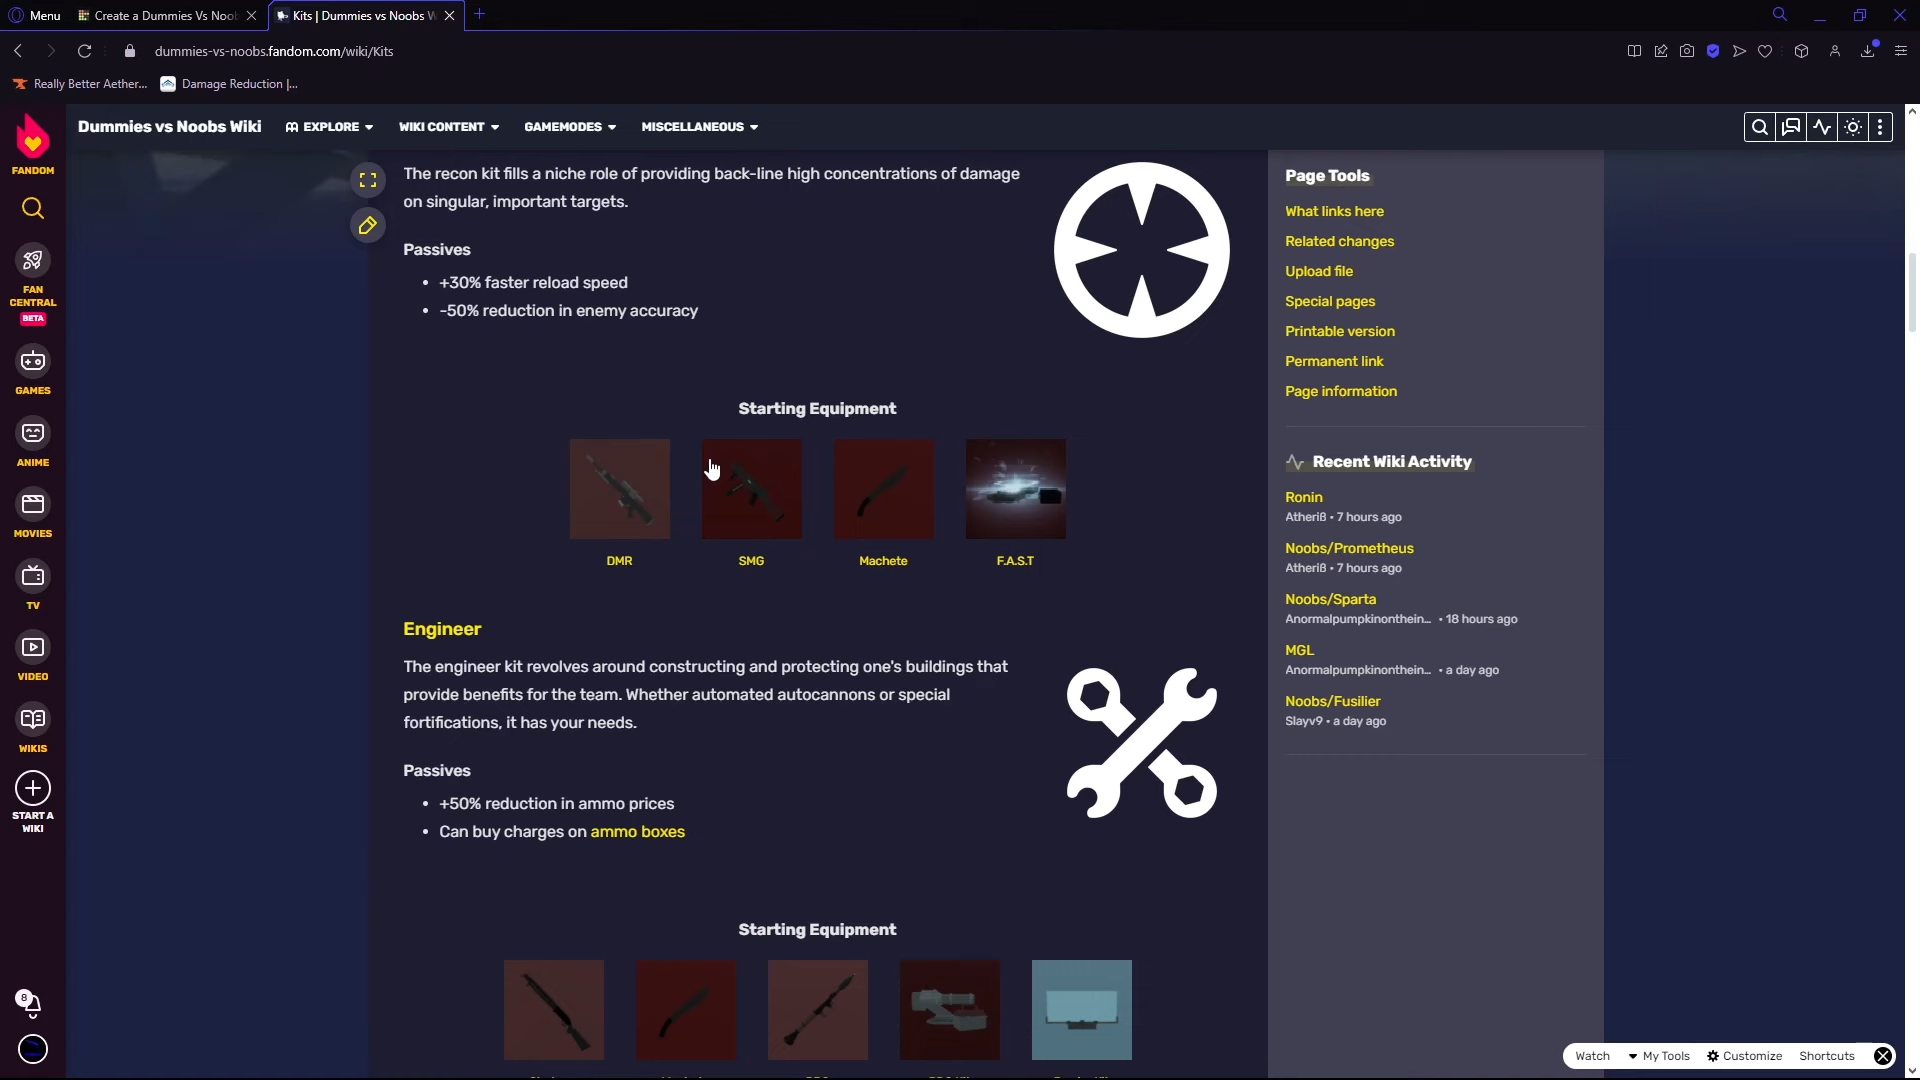 Menu
Create a Dummies Vs Noo
Kits | Dummies vs Noobs W
dummies-vs-noobs.fandom.com/wiki/Kits
Really Better Aether...
Damage Reduction |...
FANDOM
FAN CENTRAL
BETA
GAMES
ANIME
MOVIES
TV
VIDEO
WIKIS
START A
WIKI
8
Dummies vs Noobs Wiki
EXPLORE
WIKI CONTENT
GAMEMODES
MISCELLANEOUS
The recon kit fills a niche role of providing back-line high concentrations of damage
on singular, important targets.
Passives
• +30% faster reload speed
• -50% reduction in enemy accuracy
Starting Equipment
DMR
SMG
Machete
F.A.S.T
Engineer
The engineer kit revolves around constructing and protecting one's buildings that
provide benefits for the team. Whether automated autocannons or special
fortifications, it has your needs.
Passives
• +50% reduction in ammo prices
• Can buy charges on ammo boxes
Starting Equipment
Page Tools
What links here
Related changes
Upload file
Special pages
Printable version
Permanent link
Page information
Recent Wiki Activity
Ronin
Atheri8 • 7 hours ago
Noobs/Prometheus
Atheri8 • 7 hours ago
Noobs/Sparta
Anormalpumpkinonthein... • 18 hours ago
MGL
Anormalpumpkinonthein... • a day ago
Noobs/Fusilier
Slayv9 • a day ago
Watch
My Tools
Customize
Shortcuts